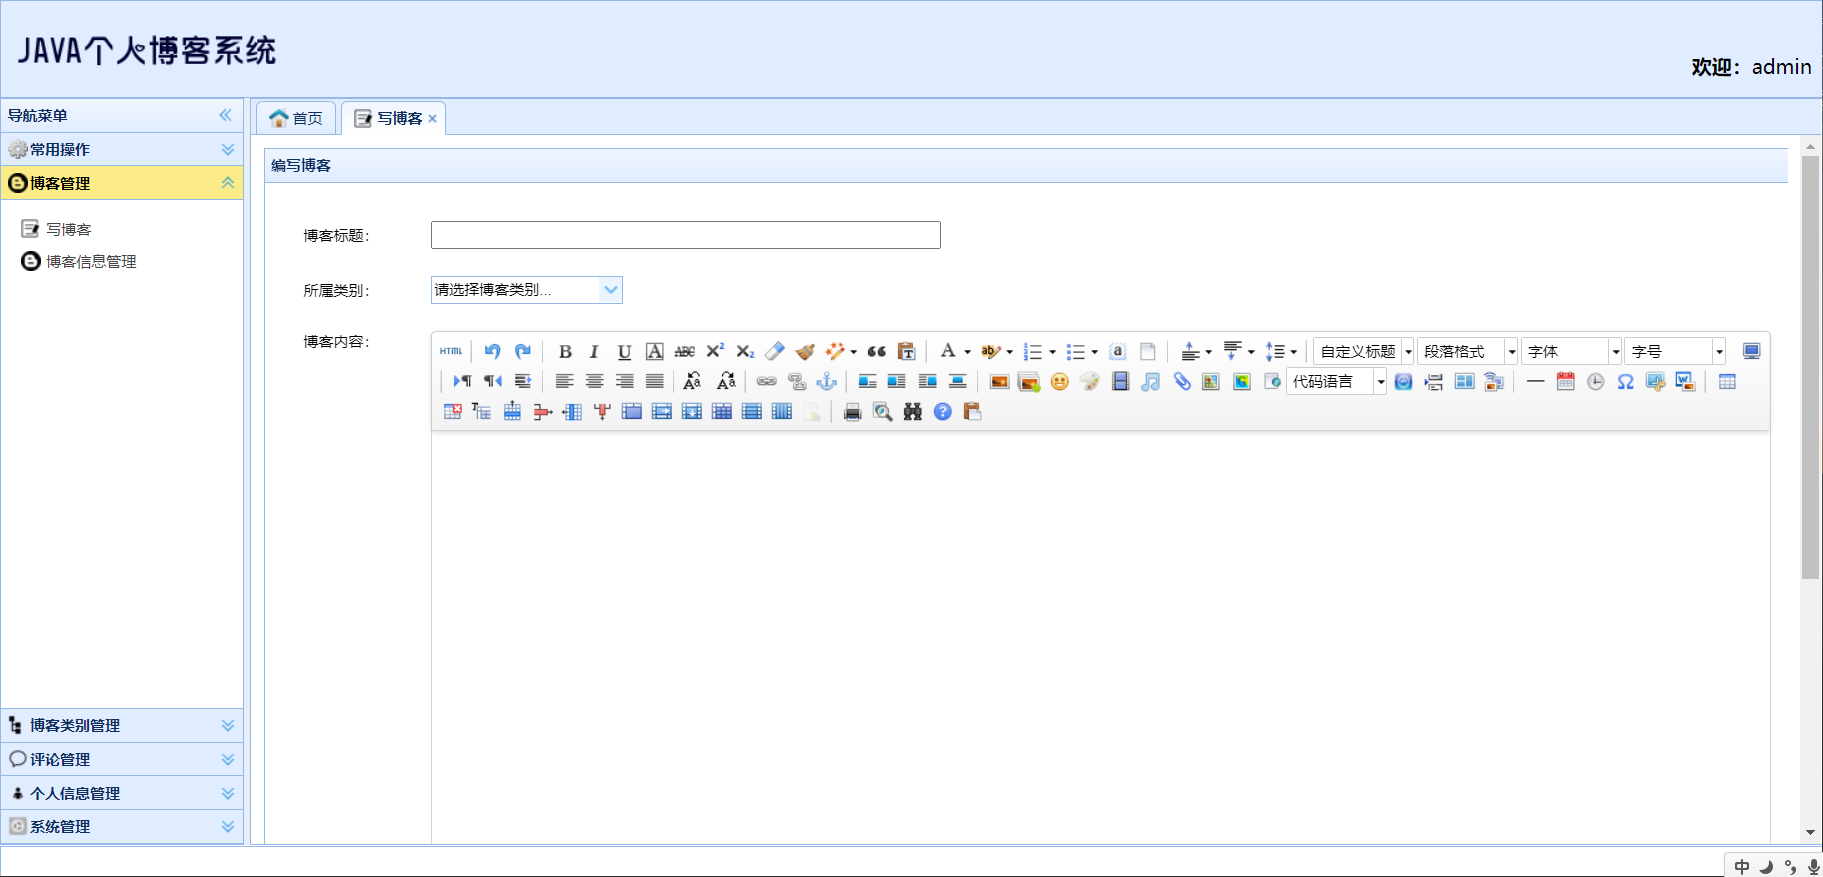 JAVA个人博客系统
欢迎：admin
导航菜单
常用操作
博客管理
写博客
博客信息管理
博客类别管理
评论管理
个人信息管理
系统管理
首页
写博客
编写博客
博客标题：
所属类别：
请选择博客类别...
博客内容：
HTML B I U A ABC X² X₂ A ab a 自定义标题 段落格式 字体 字号
代码语言
中